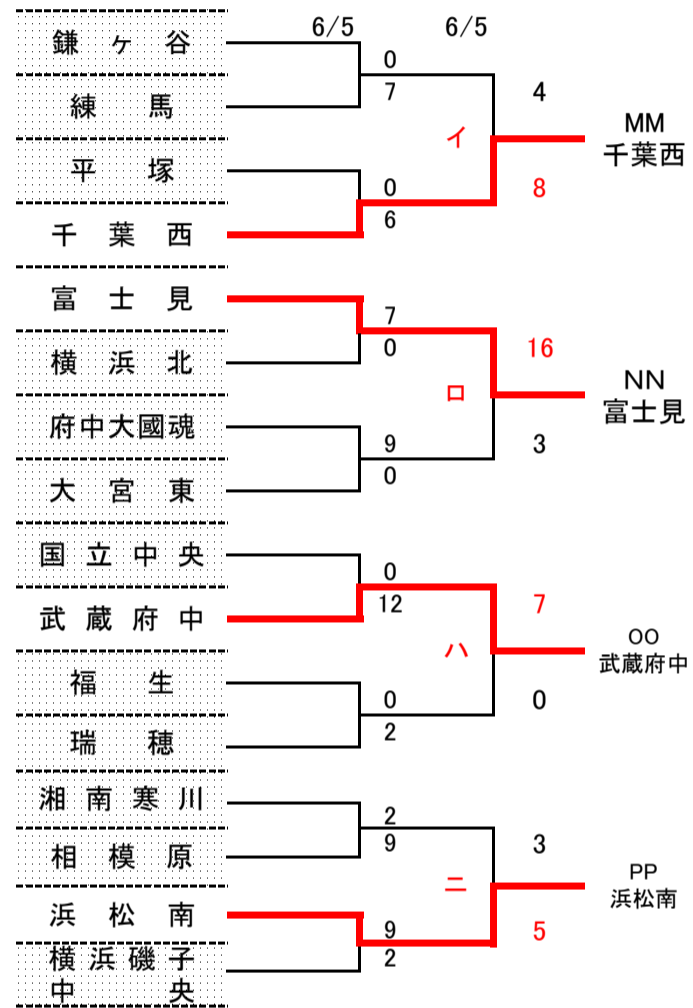 6/5 6/5
鎌ヶ谷
0
練馬
7
4
イ
MM
千葉西
平塚
0
8
千葉西
6
富士見
7
横浜北
0
16
ロ
NN
富士見
府中大國魂
9
3
大宮東
0
国立中央
0
武蔵府中
12
7
ハ
OO
武蔵府中
福生
0
0
瑞穂
2
湘南寒川
2
相模原
9
3
ニ
PP
浜松南
浜松南
9
5
横浜磯子
中央
2